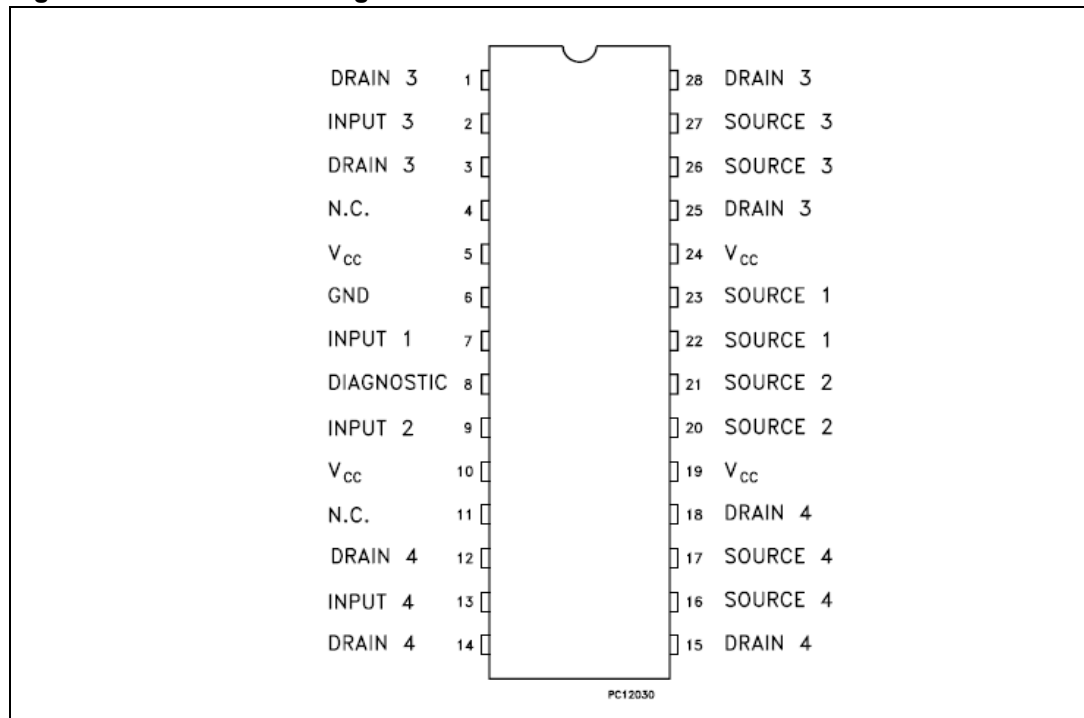 DRAIN 3 1 28 DRAIN 3
INPUT 3 2 27 SOURCE 3
DRAIN 3 3 26 SOURCE 3
N.C. 4 25 DRAIN 3
VCC 5 24 VCC
GND 6 23 SOURCE 1
INPUT 1 7 22 SOURCE 1
DIAGNOSTIC 8 21 SOURCE 2
INPUT 2 9 20 SOURCE 2
VCC 10 19 VCC
N.C. 11 18 DRAIN 4
DRAIN 4 12 17 SOURCE 4
INPUT 4 13 16 SOURCE 4
DRAIN 4 14 15 DRAIN 4
PC12030